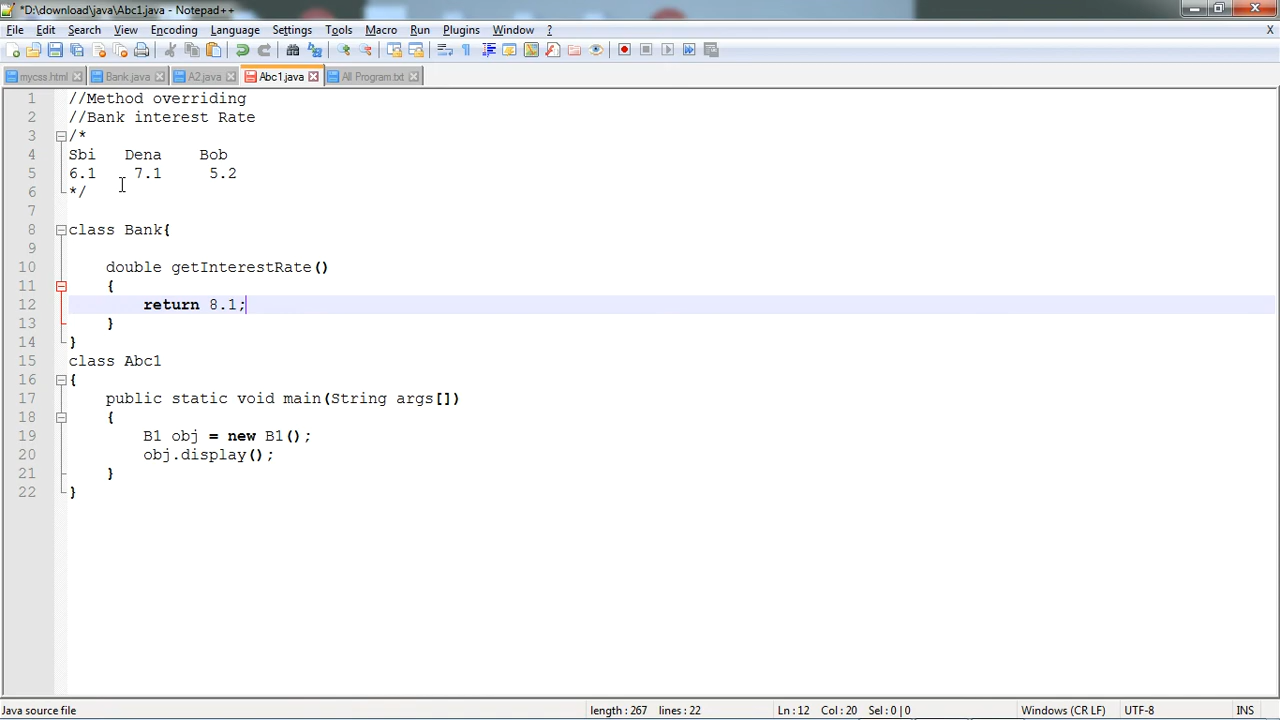 *D:\download\java\Abc1.java - Notepad++
File Edit Search View Encoding Language Settings Tools Macro Run Plugins Window ? X
mycss.html Bank.java A2.java Abc1.java All Program.txt
1 //Method overriding
2 //Bank interest Rate
3 /*
4 Sbi Dena Bob
5 6.1 7.1 5.2
6 */
7
8 class Bank{
9
10 double getInterestRate()
11 {
12 return 8.1;
13 }
14 }
15 class Abc1
16 {
17 public static void main(String args[])
18 {
19 B1 obj = new B1();
20 obj.display();
21 }
22 }
Java source file length : 267 lines : 22 Ln : 12 Col : 20 Sel : 0 | 0 Windows (CR LF) UTF-8 INS